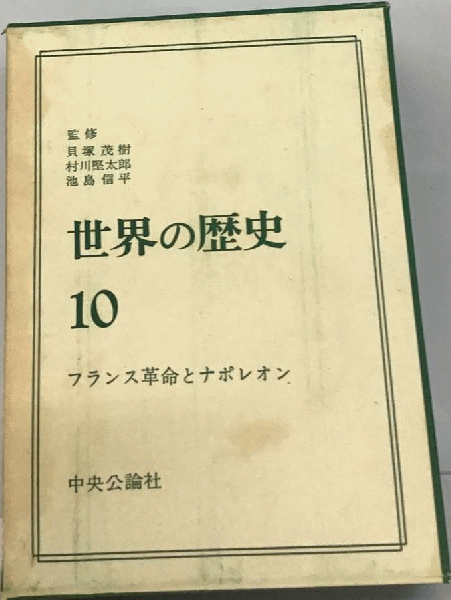 監修
貝塚茂樹
村川堅太郎
池島信平
世界の歴史
10
フランス革命とナポレオン
中央公論社